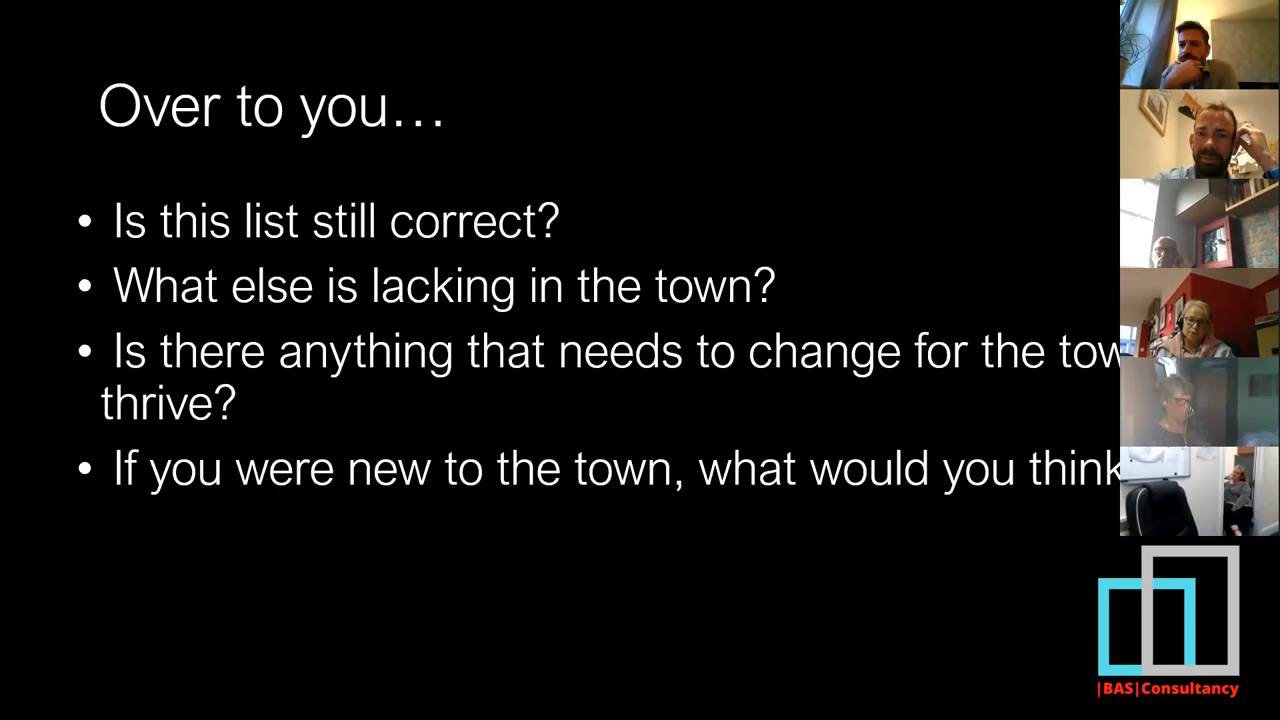 Over to you…
• Is this list still correct?
• What else is lacking in the town?
• Is there anything that needs to change for the
thrive?
• If you were new to the town, what would you think
|BAS|Consultancy